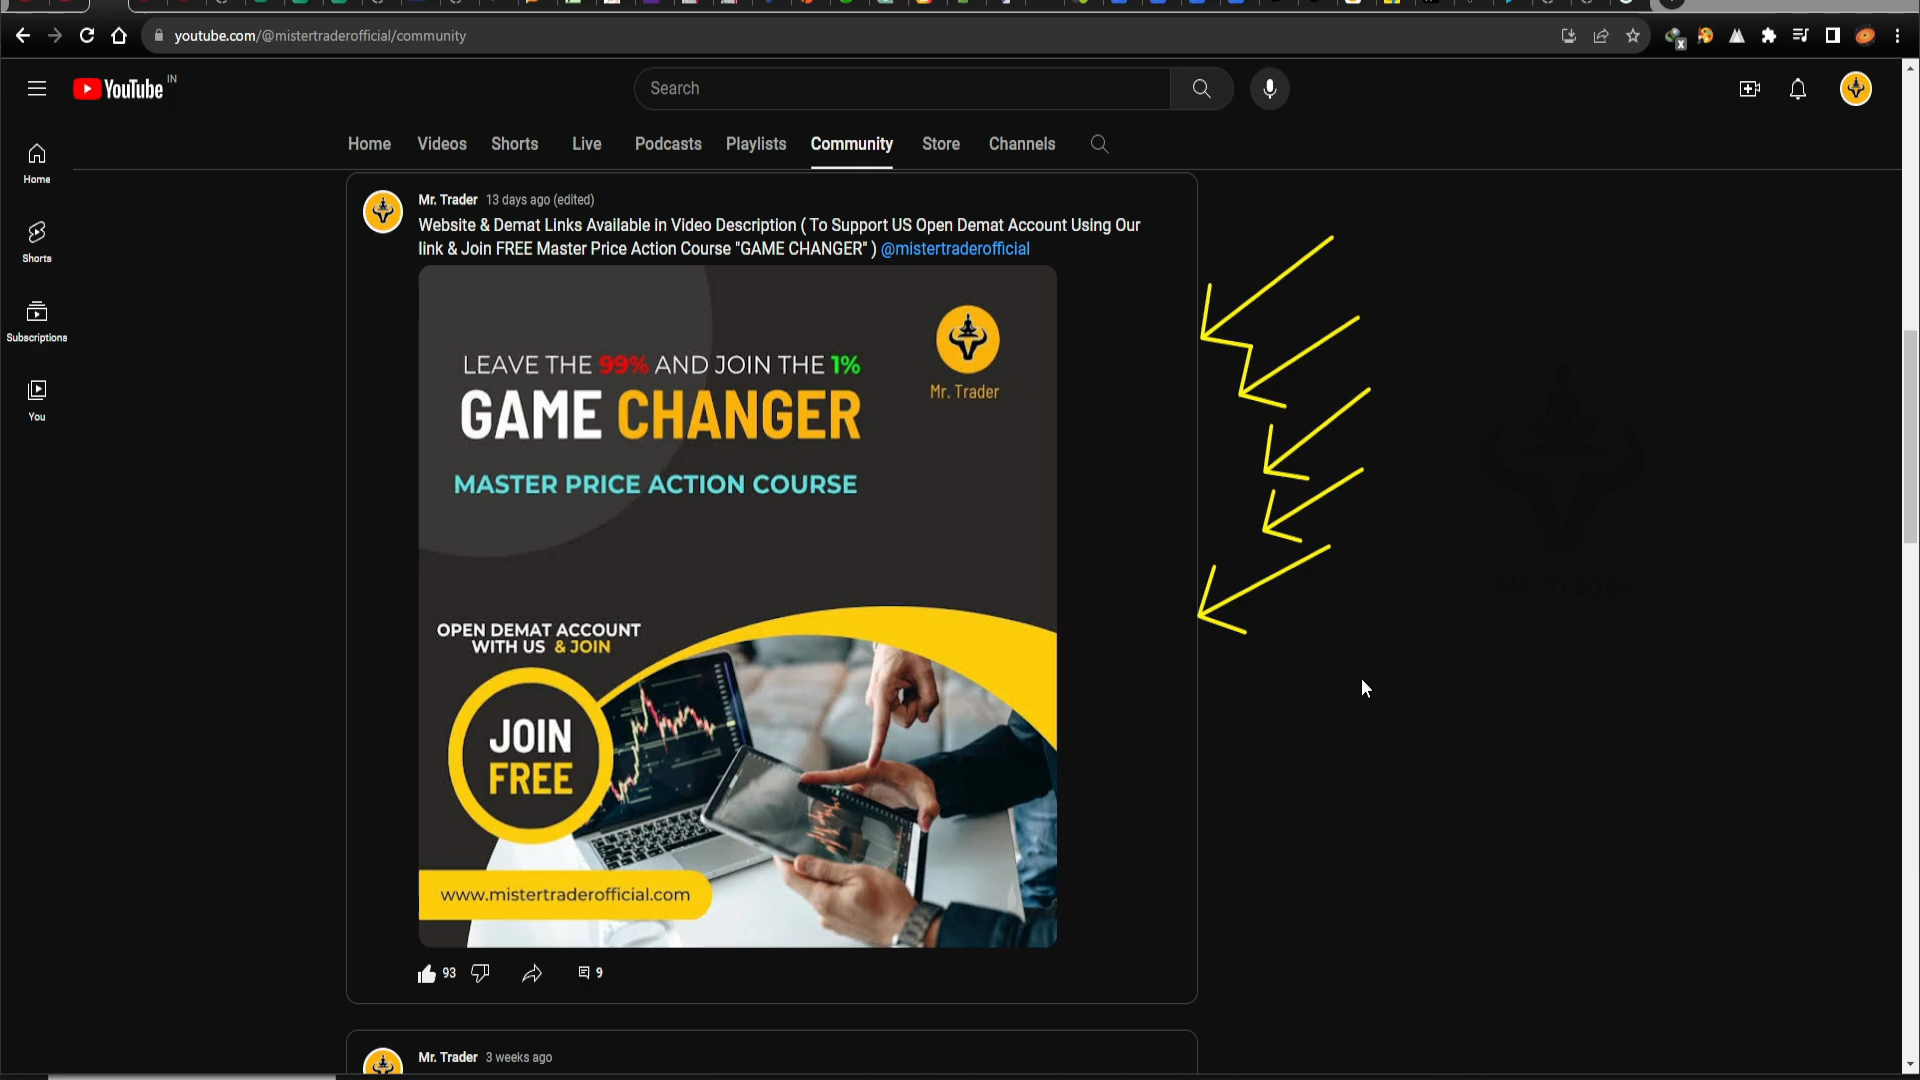 youtube.com/@mistertraderofficial/community
YouTube IN
Search
Home
Videos
Shorts
Live
Podcasts
Playlists
Community
Store
Channels
Home
Shorts
Subscriptions
You
Mr. Trader 13 days ago (edited)
Website & Demat Links Available in Video Description ( To Support US Open Demat Account Using Our
link & Join FREE Master Price Action Course "GAME CHANGER" ) @mistertraderofficial
LEAVE THE 99% AND JOIN THE 1%
GAME CHANGER
MASTER PRICE ACTION COURSE
Mr. Trader
OPEN DEMAT ACCOUNT
WITH US & JOIN
JOIN
FREE
www.mistertraderofficial.com
93
9
Mr. Trader 3 weeks ago
Mr. Trader